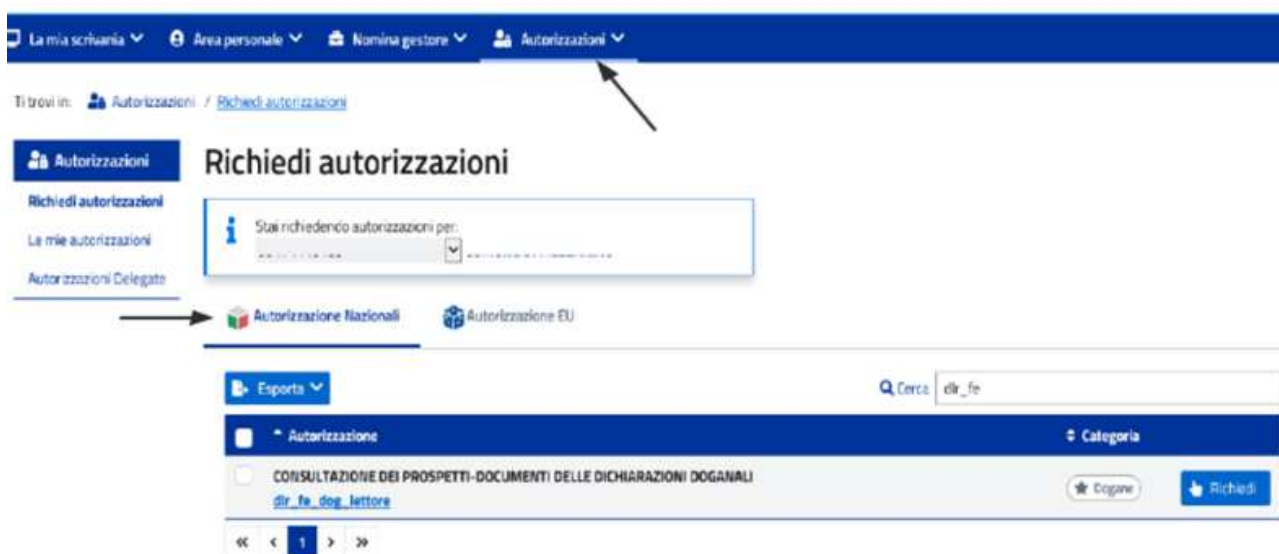 La mia scrivania Area personale Nomina gestore Autorizzazioni
Ti trovi in: Autorizzazioni / Richiedi autorizzazioni
Autorizzazioni
Richiedi autorizzazioni
Le mie autorizzazioni
Autorizzazioni Delegate
Richiedi autorizzazioni
Stai richiedendo autorizzazioni per:
Autorizzazione Nazionali Autorizzazione EU
Esporta Cerca dlr_fe
Autorizzazione Categoria
CONSULTAZIONE DEI PROSPETTI-DOCUMENTI DELLE DICHIARAZIONI DOGANALI
dlr_fe_dog_lettore Dogane Richiedi
« < 1 > »